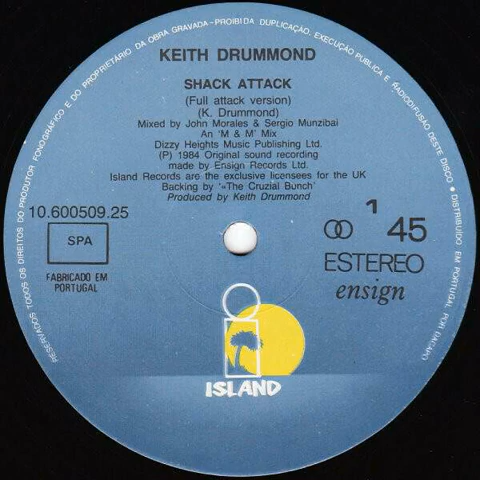 RESERVADOS TODOS OS DIREITOS DO PRODUTOR FONOGRÁFICO E DO PROPRIETÁRIO DA OBRA GRAVADA - PROIBIDA DUPLICAÇÃO, EXECUÇÃO PUBLICA E RADIODIFUSÃO DESTE DISCO • DISTRIBUÍDO EM PORTUGAL POR
KEITH DRUMMOND
SHACK ATTACK
(Full attack version)
(K. Drummond)
Mixed by John Morales & Sergio Munzibai
An 'M & M' Mix
Dizzy Heights Music Publishing Ltd.
(P) 1984 Original sound recording
made by Ensign Records Ltd.
Island Records are the exclusive licensees for the UK
Backing by '«The Cruzial Bunch'
Produced by Keith Drummond
10.600509.25
SPA
FABRICADO EM
PORTUGAL
1
45
ESTEREO
ensign
i
ISLAND